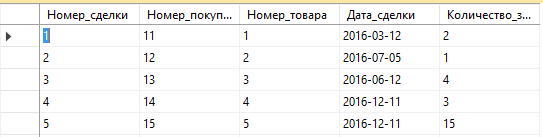 Номер_сделки Номер_покуп... Номер_товара Дата_сделки Количество_з...
1 11 1 2016-03-12 2
2 12 2 2016-07-05 1
3 13 3 2016-06-12 4
4 14 4 2016-12-11 3
5 15 5 2016-12-11 15